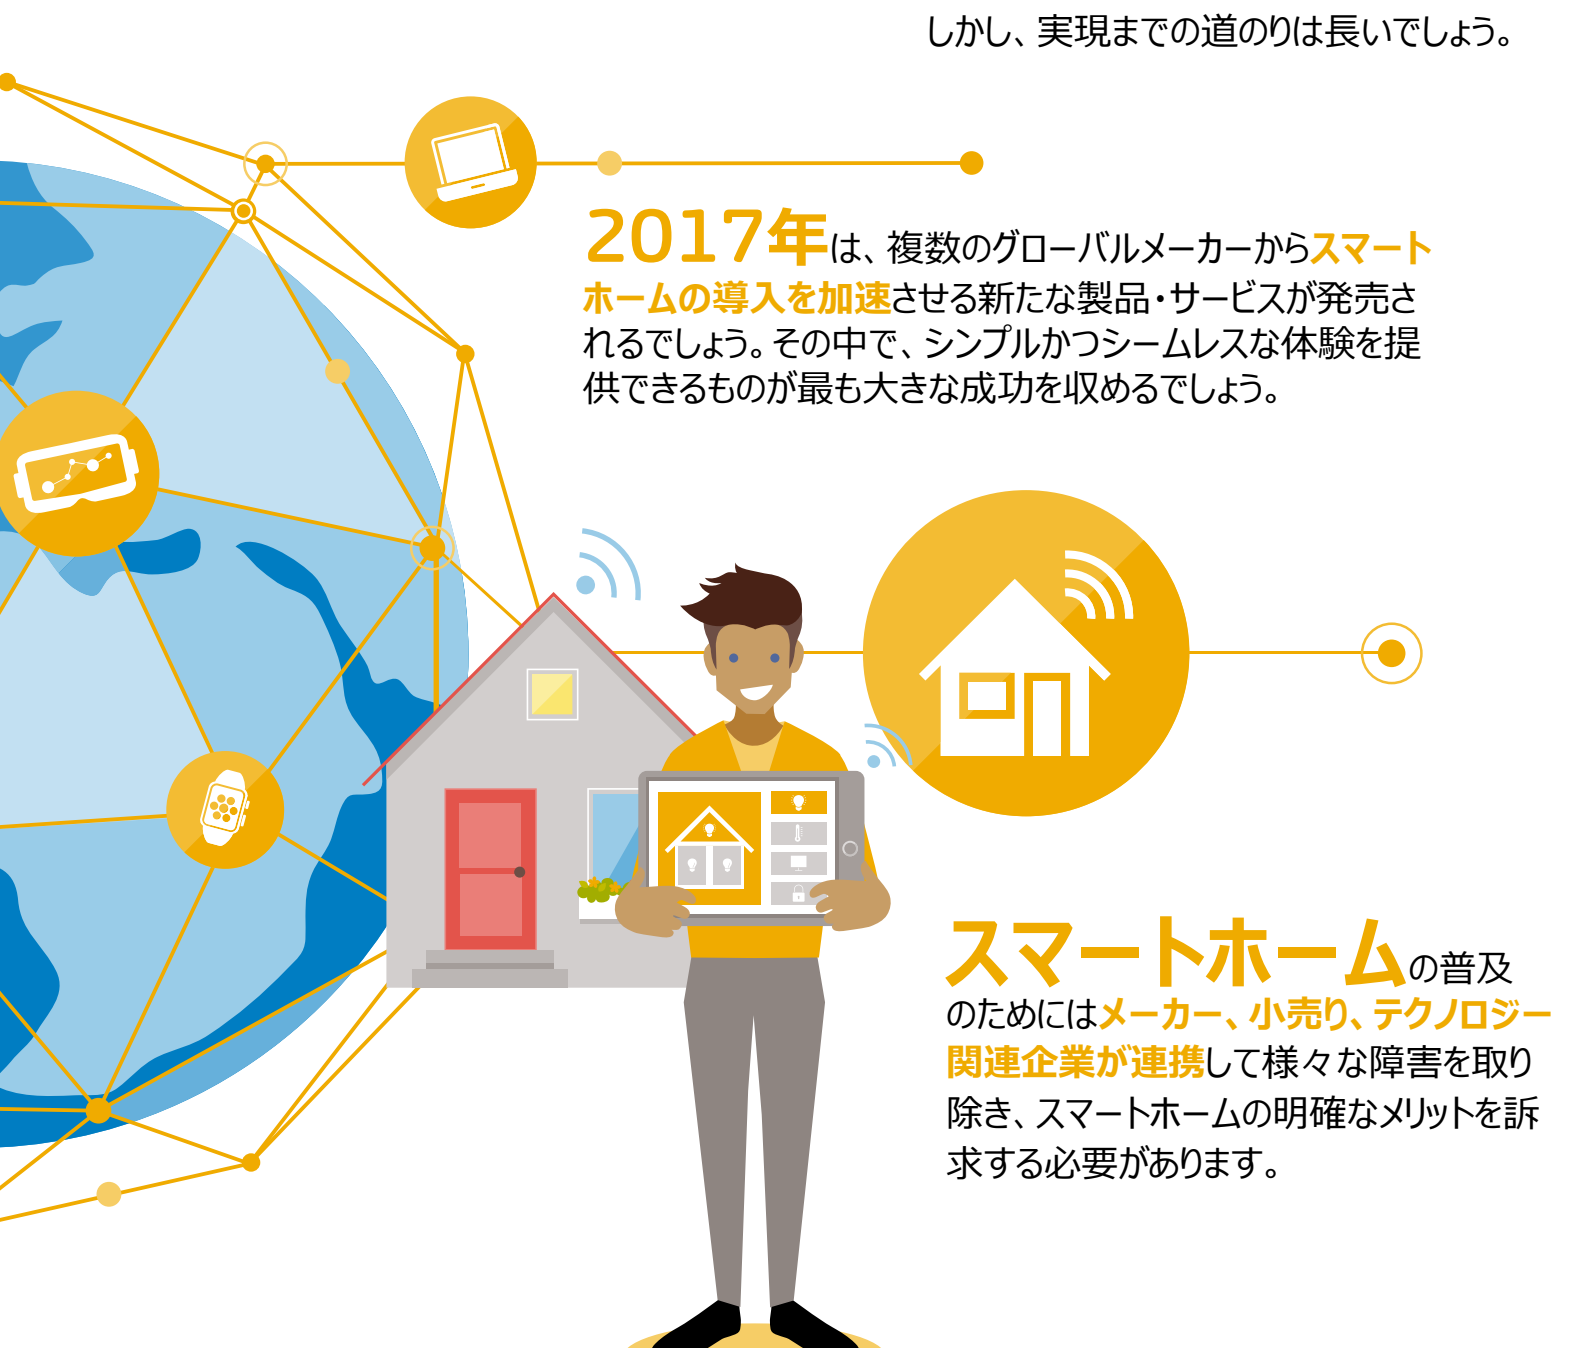 しかし、実現までの道のりは長いでしょう。
2017年は、複数のグローバルメーカーからスマート
ホームの導入を加速させる新たな製品・サービスが発売さ
れるでしょう。その中で、シンプルかつシームレスな体験を提
供できるものが最も大きな成功を収めるでしょう。
スマートホームの普及
のためにはメーカー、小売り、テクノロジー
関連企業が連携して様々な障害を取り
除き、スマートホームの明確なメリットを訴
求する必要があります。